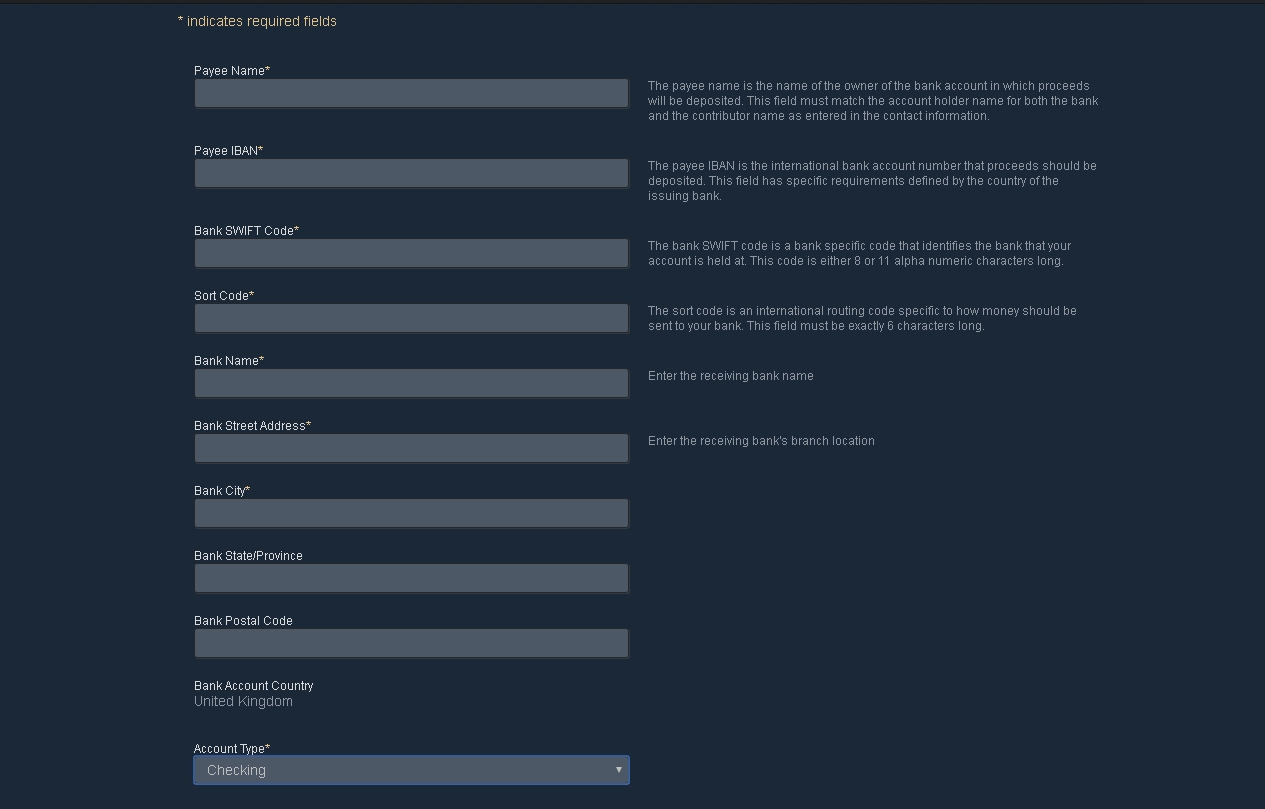 * indicates required fields
Payee Name*
The payee name is the name of the owner of the bank account in which proceeds
will be deposited. This field must match the account holder name for both the bank
and the contributor name as entered in the contact information.
Payee IBAN*
The payee IBAN is the international bank account number that proceeds should be
deposited. This field has specific requirements defined by the country of the
issuing bank.
Bank SWIFT Code*
The bank SWIFT code is a bank specific code that identifies the bank that your
account is held at. This code is either 8 or 11 alpha numeric characters long.
Sort Code*
The sort code is an international routing code specific to how money should be
sent to your bank. This field must be exactly 6 characters long.
Bank Name*
Enter the receiving bank name
Bank Street Address*
Enter the receiving bank's branch location
Bank City*
Bank State/Province
Bank Postal Code
Bank Account Country
United Kingdom
Account Type*
Checking